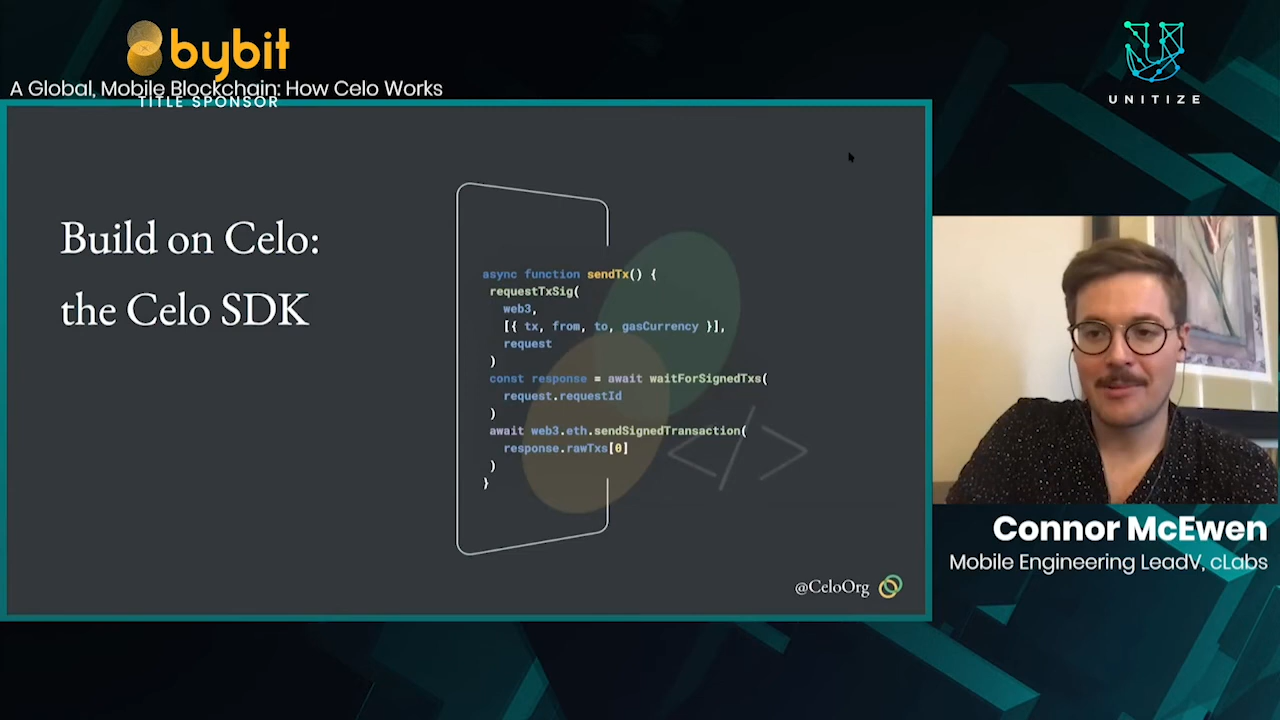 bybit
A Global, Mobile Blockchain: How Celo Works
TITLE SPONSOR
UNITIZE
Build on Celo:
the Celo SDK
async function sendTx() {
requestTxSig(
web3,
[{ tx, from, to, gasCurrency }],
request
)
const response = await waitForSignedTxs(
request.requestId
)
await web3.eth.sendSignedTransaction(
response.rawTxs[0]
)
}
</>
@CeloOrg
Connor McEwen
Mobile Engineering LeadV, cLabs